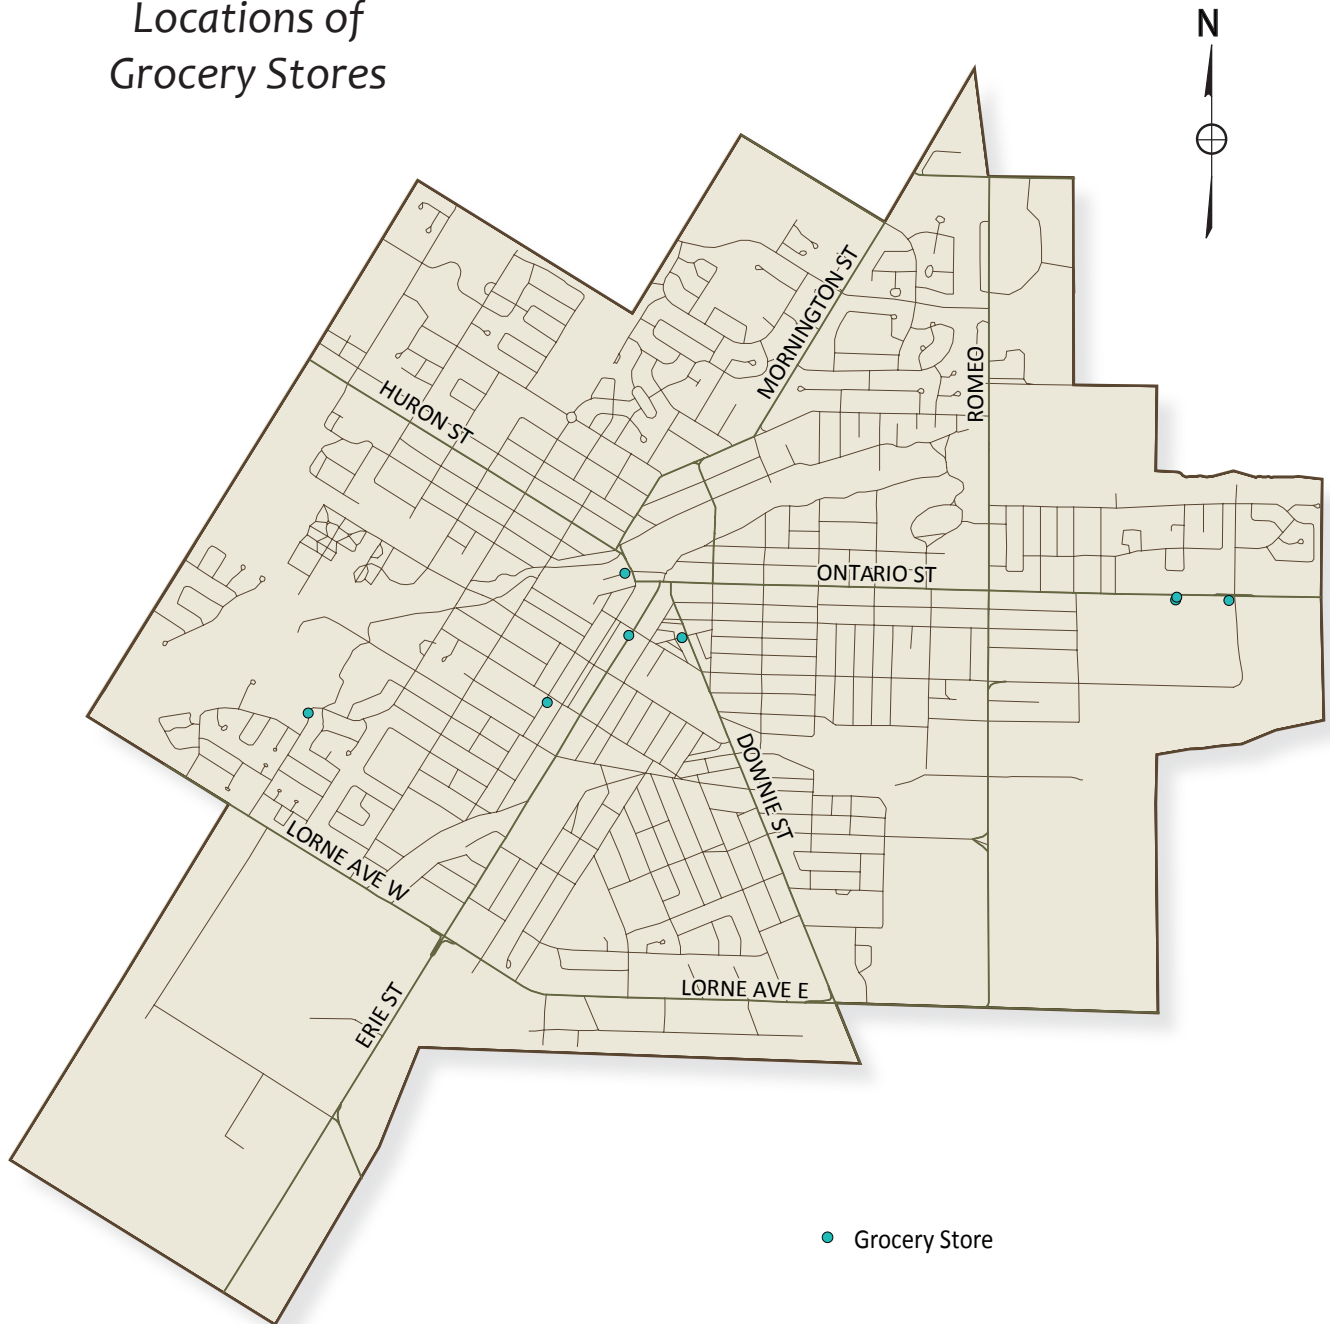 Locations of
Grocery Stores
N
MORNINGTON ST
ROMEO
HURON ST
ONTARIO ST
DOWNIE ST
LORNE AVE W
LORNE AVE E
ERIE ST
Grocery Store